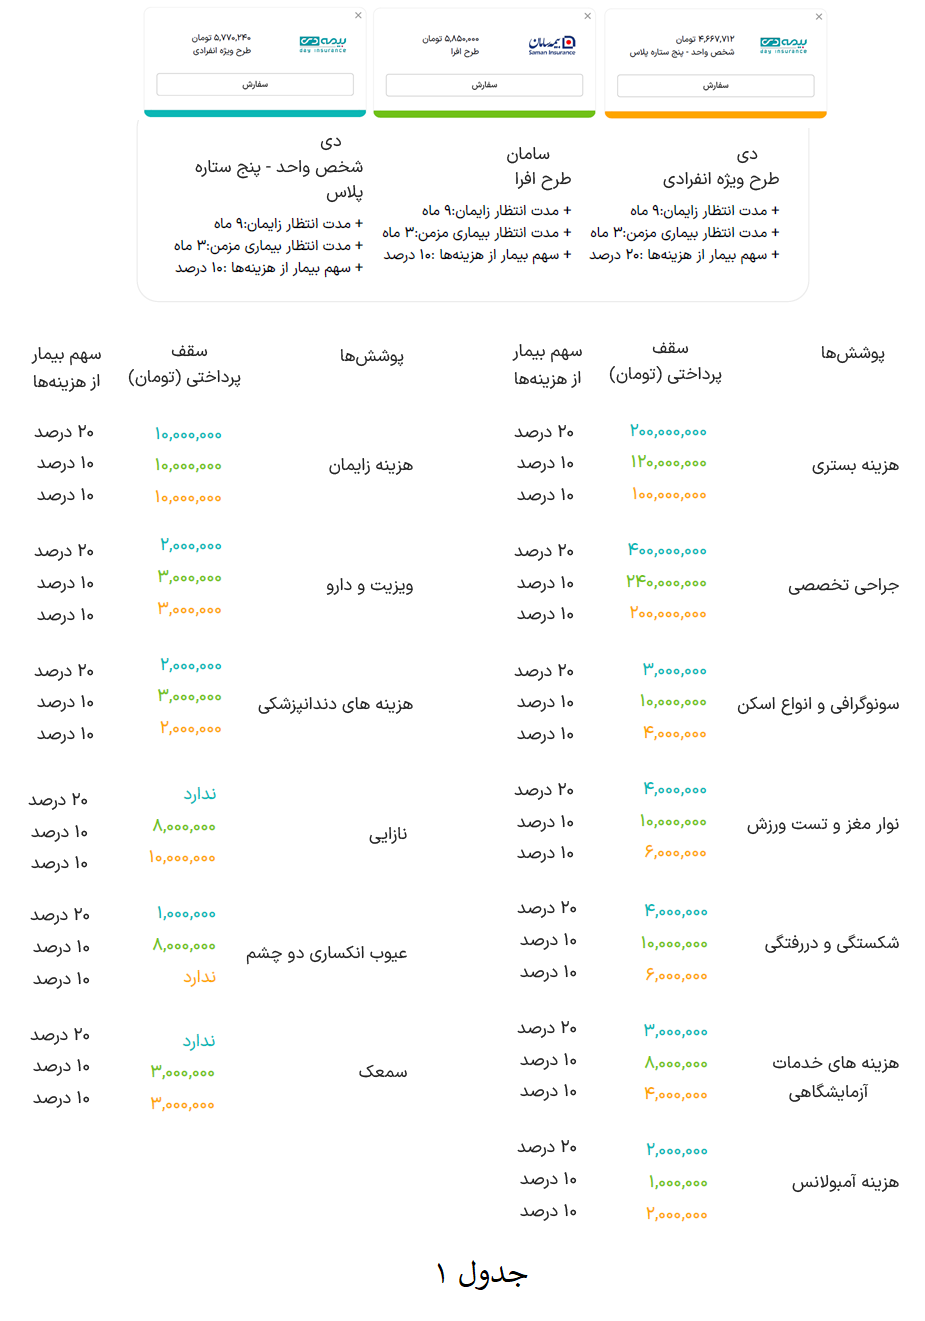 ×
بیمه دی
day insurance
۴,۶۶۷,۷۱۲ تومان
شخص واحد - پنج ستاره پلاس
سفارش
×
بیمه سامان
Saman Insurance
۵,۸۵۰,۰۰۰ تومان
طرح افرا
سفارش
×
بیمه دی
day insurance
۵,۷۷۰,۲۴۰ تومان
طرح ویژه انفرادی
سفارش
دی
طرح ویژه انفرادی
+ مدت انتظار زایمان:۹ ماه
+ مدت انتظار بیماری مزمن:۳ ماه
+ سهم بیمار از هزینه‌ها :۲۰ درصد
سامان
طرح افرا
+ مدت انتظار زایمان:۹ ماه
+ مدت انتظار بیماری مزمن:۳ ماه
+ سهم بیمار از هزینه‌ها :۱۰ درصد
دی
شخص واحد - پنج ستاره
پلاس
+ مدت انتظار زایمان:۹ ماه
+ مدت انتظار بیماری مزمن:۳ ماه
+ سهم بیمار از هزینه‌ها :۱۰ درصد
پوشش‌ها
سقف
پرداختی (تومان)
سهم بیمار
از هزینه‌ها
هزینه بستری
۲۰۰,۰۰۰,۰۰۰ ۲۰ درصد
۱۲۰,۰۰۰,۰۰۰ ۱۰ درصد
۱۰۰,۰۰۰,۰۰۰ ۱۰ درصد
جراحی تخصصی
۴۰۰,۰۰۰,۰۰۰ ۲۰ درصد
۲۴۰,۰۰۰,۰۰۰ ۱۰ درصد
۲۰۰,۰۰۰,۰۰۰ ۱۰ درصد
سونوگرافی و انواع اسکن
۳,۰۰۰,۰۰۰ ۲۰ درصد
۱۰,۰۰۰,۰۰۰ ۱۰ درصد
۴,۰۰۰,۰۰۰ ۱۰ درصد
نوار مغز و تست ورزش
۴,۰۰۰,۰۰۰ ۲۰ درصد
۱۰,۰۰۰,۰۰۰ ۱۰ درصد
۶,۰۰۰,۰۰۰ ۱۰ درصد
شکستگی و دررفتگی
۴,۰۰۰,۰۰۰ ۲۰ درصد
۱۰,۰۰۰,۰۰۰ ۱۰ درصد
۶,۰۰۰,۰۰۰ ۱۰ درصد
هزینه های خدمات
آزمایشگاهی
۳,۰۰۰,۰۰۰ ۲۰ درصد
۸,۰۰۰,۰۰۰ ۱۰ درصد
۴,۰۰۰,۰۰۰ ۱۰ درصد
هزینه آمبولانس
۲,۰۰۰,۰۰۰ ۲۰ درصد
۱,۰۰۰,۰۰۰ ۱۰ درصد
۲,۰۰۰,۰۰۰ ۱۰ درصد
پوشش‌ها
سقف
پرداختی (تومان)
سهم بیمار
از هزینه‌ها
هزینه زایمان
۱۰,۰۰۰,۰۰۰ ۲۰ درصد
۱۰,۰۰۰,۰۰۰ ۱۰ درصد
۱۰,۰۰۰,۰۰۰ ۱۰ درصد
ویزیت و دارو
۲,۰۰۰,۰۰۰ ۲۰ درصد
۳,۰۰۰,۰۰۰ ۱۰ درصد
۳,۰۰۰,۰۰۰ ۱۰ درصد
هزینه های دندانپزشکی
۲,۰۰۰,۰۰۰ ۲۰ درصد
۳,۰۰۰,۰۰۰ ۱۰ درصد
۲,۰۰۰,۰۰۰ ۱۰ درصد
نازایی
ندارد ۲۰ درصد
۸,۰۰۰,۰۰۰ ۱۰ درصد
۱۰,۰۰۰,۰۰۰ ۱۰ درصد
عیوب انکساری دو چشم
۱,۰۰۰,۰۰۰ ۲۰ درصد
۸,۰۰۰,۰۰۰ ۱۰ درصد
ندارد ۱۰ درصد
سمعک
ندارد ۲۰ درصد
۳,۰۰۰,۰۰۰ ۱۰ درصد
۳,۰۰۰,۰۰۰ ۱۰ درصد
جدول ۱